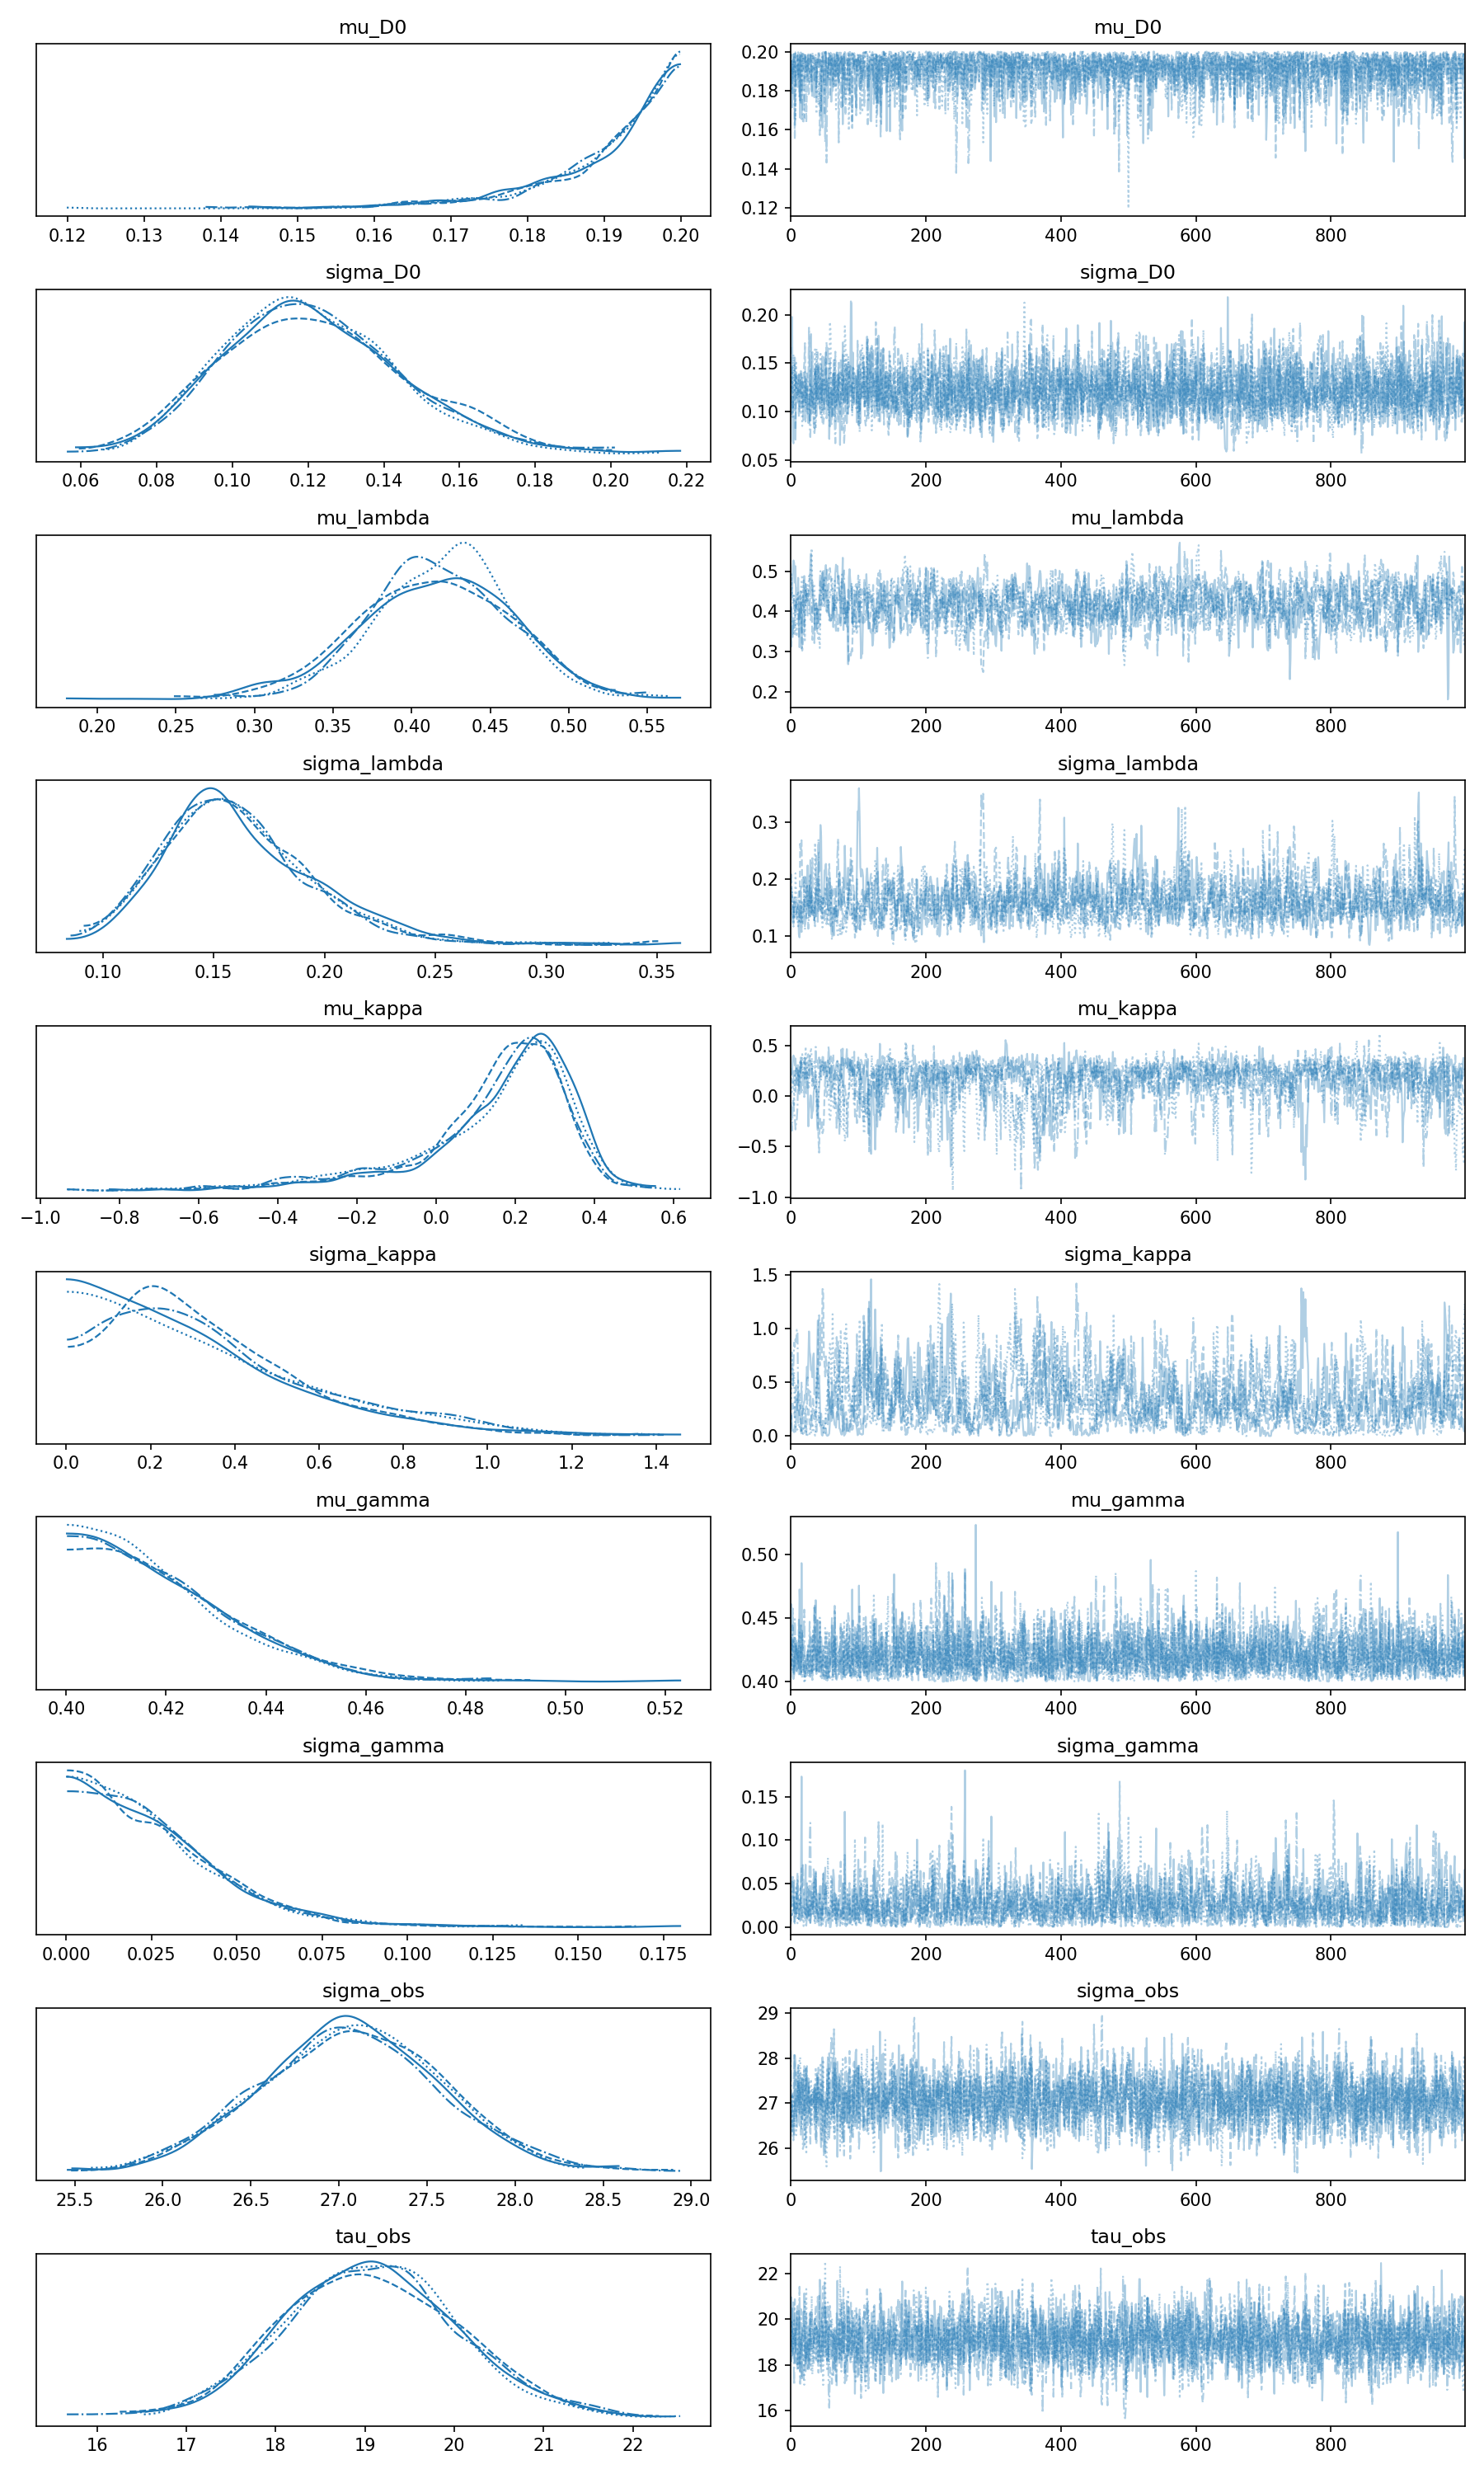 mu_D0 mu_D0
0.20
0.18
0.16
0.14
0.12
0.12 0.13 0.14 0.15 0.16 0.17 0.18 0.19 0.20 0 200 400 600 800
sigma_D0 sigma_D0
0.20
0.15
0.10
0.05
0.06 0.08 0.10 0.12 0.14 0.16 0.18 0.20 0.22 0 200 400 600 800
mu_lambda mu_lambda
0.5
0.4
0.3
0.2
0.20 0.25 0.30 0.35 0.40 0.45 0.50 0.55 0 200 400 600 800
sigma_lambda sigma_lambda
0.3
0.2
0.1
0.10 0.15 0.20 0.25 0.30 0.35 0 200 400 600 800
mu_kappa mu_kappa
0.5
0.0
−0.5
−1.0
−1.0 −0.8 −0.6 −0.4 −0.2 0.0 0.2 0.4 0.6 0 200 400 600 800
sigma_kappa sigma_kappa
1.5
1.0
0.5
0.0
0.0 0.2 0.4 0.6 0.8 1.0 1.2 1.4 0 200 400 600 800
mu_gamma mu_gamma
0.50
0.45
0.40
0.40 0.42 0.44 0.46 0.48 0.50 0.52 0 200 400 600 800
sigma_gamma sigma_gamma
0.15
0.10
0.05
0.00
0.000 0.025 0.050 0.075 0.100 0.125 0.150 0.175 0 200 400 600 800
sigma_obs sigma_obs
29
28
27
26
25.5 26.0 26.5 27.0 27.5 28.0 28.5 29.0 0 200 400 600 800
tau_obs tau_obs
22
20
18
16
16 17 18 19 20 21 22 0 200 400 600 800